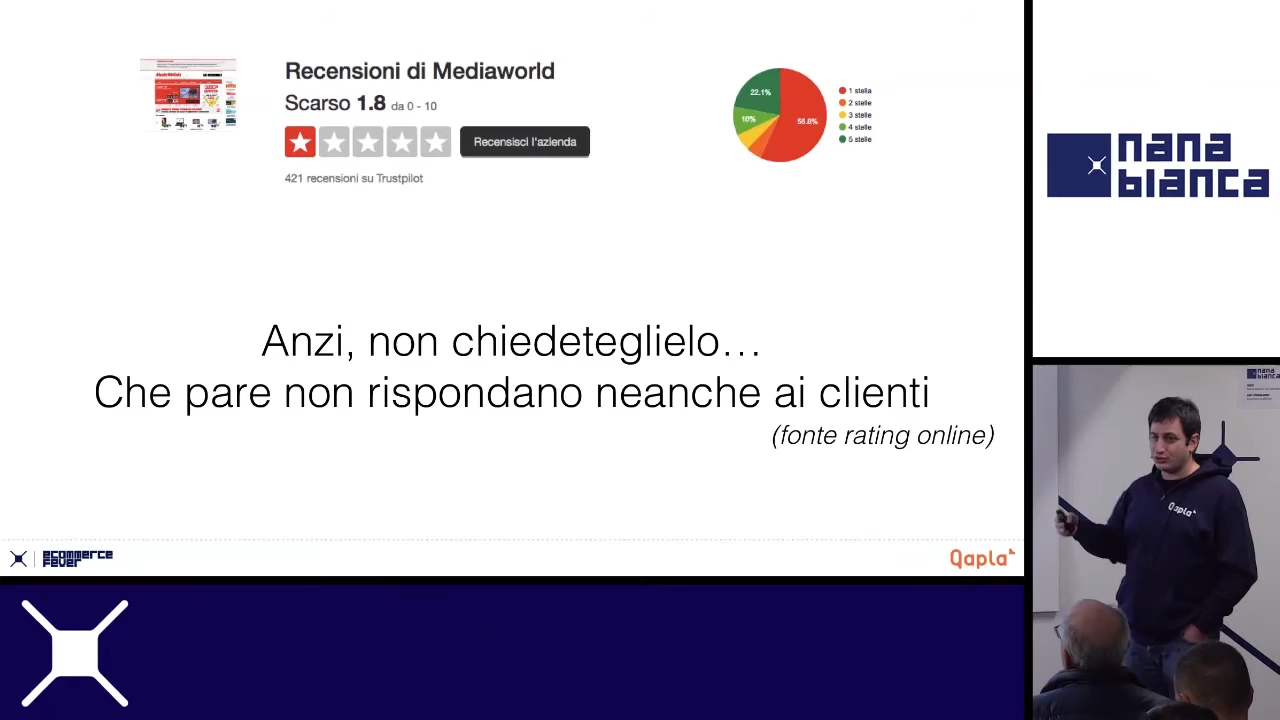 Recensioni di Mediaworld
Scarso 1.8 da 0 - 10
Recensisci l'azienda
421 recensioni su Trustpilot
22.1%
10%
56.8%
1 stella
2 stelle
3 stelle
4 stelle
5 stelle
Anzi, non chiedeteglielo…
Che pare non rispondano neanche ai clienti
(fonte rating online)
ecommerce
fever
Qapla'
nana
bianca
nana
bianca
Qapla'